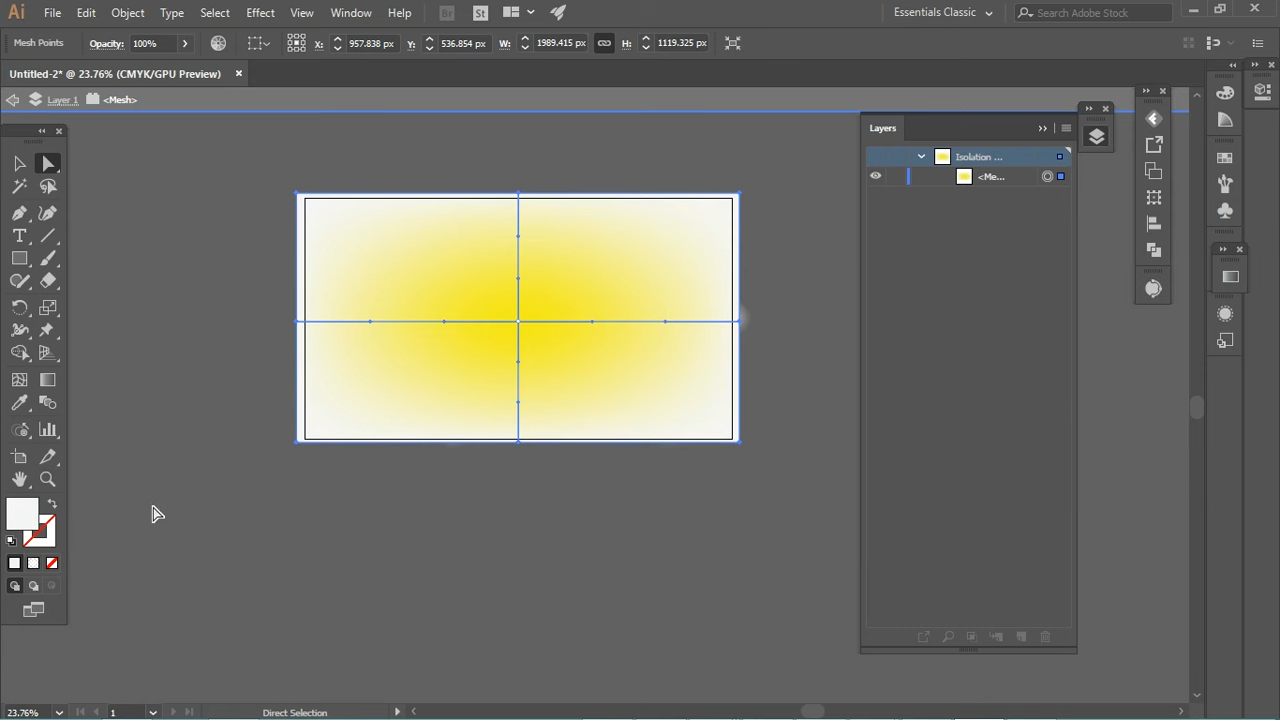 Ai File Edit Object Type Select Effect View Window Help Br St Essentials Classic Search Adobe Stock
Mesh Points Opacity: 100% X: 957.838 px Y: 536.854 px W: 1989.415 px H: 1119.325 px
Untitled-2* @ 23.76% (CMYK/GPU Preview)
Layer 1 <Mesh>
Layers
Isolation ...
<Me...
T
23.76% 1 Direct Selection